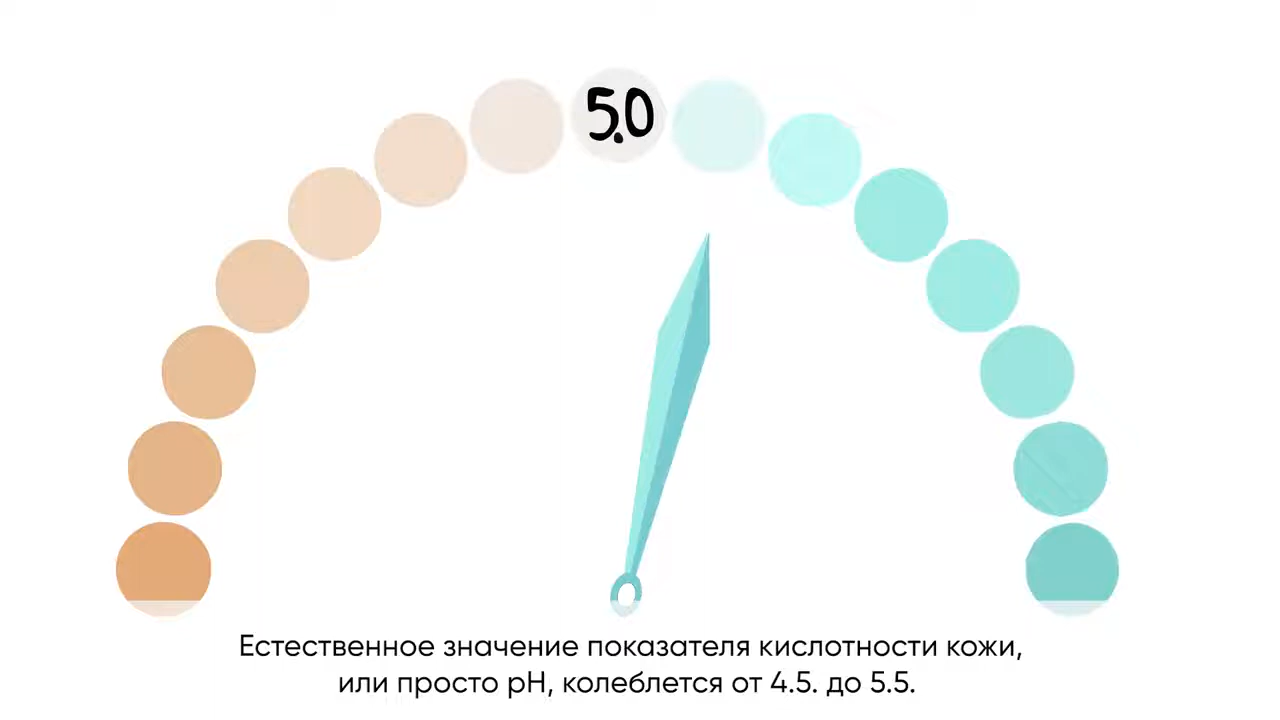 5.0
Естественное значение показателя кислотности кожи,
или просто pH, колеблется от 4.5. до 5.5.